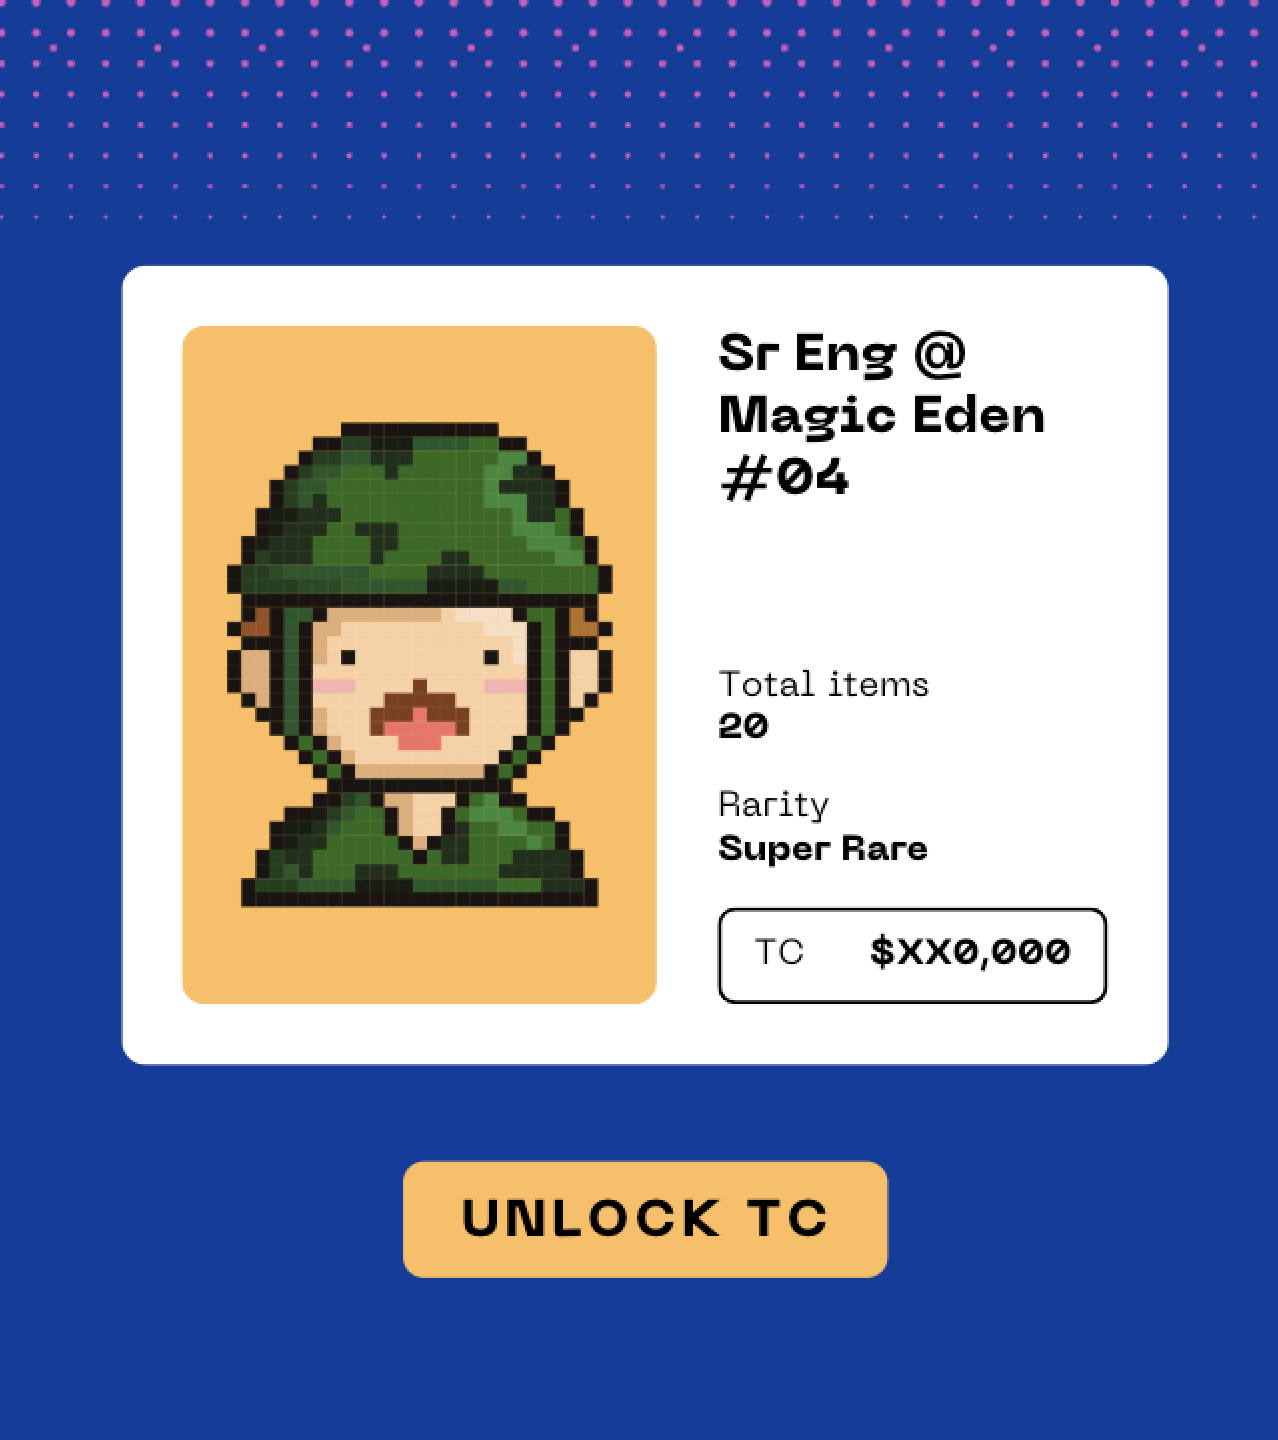 Sr Eng @
Magic Eden
#04
Total items
20
Rarity
Super Rare
TC $XX0,000
UNLOCK TC